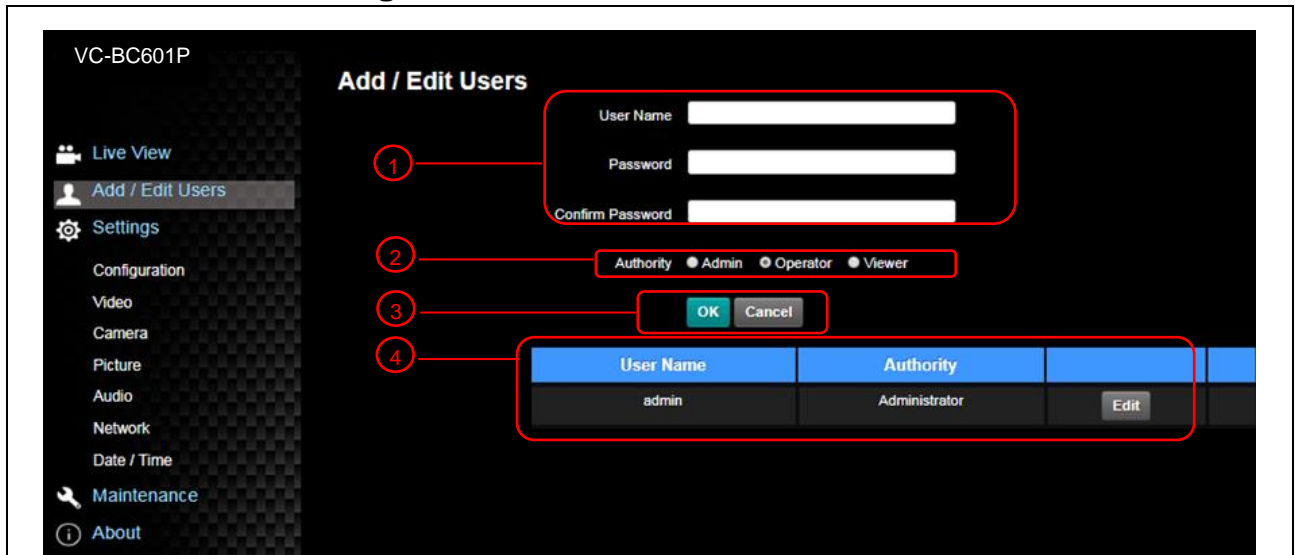 VC-BC601P
Add / Edit Users
User Name
Live View
1
Password
Add / Edit Users
Confirm Password
Settings
2
Authority Admin Operator Viewer
Configuration
Video
3
OK Cancel
Camera
4
Picture
User Name Authority
Audio
admin Administrator Edit
Network
Date / Time
Maintenance
About